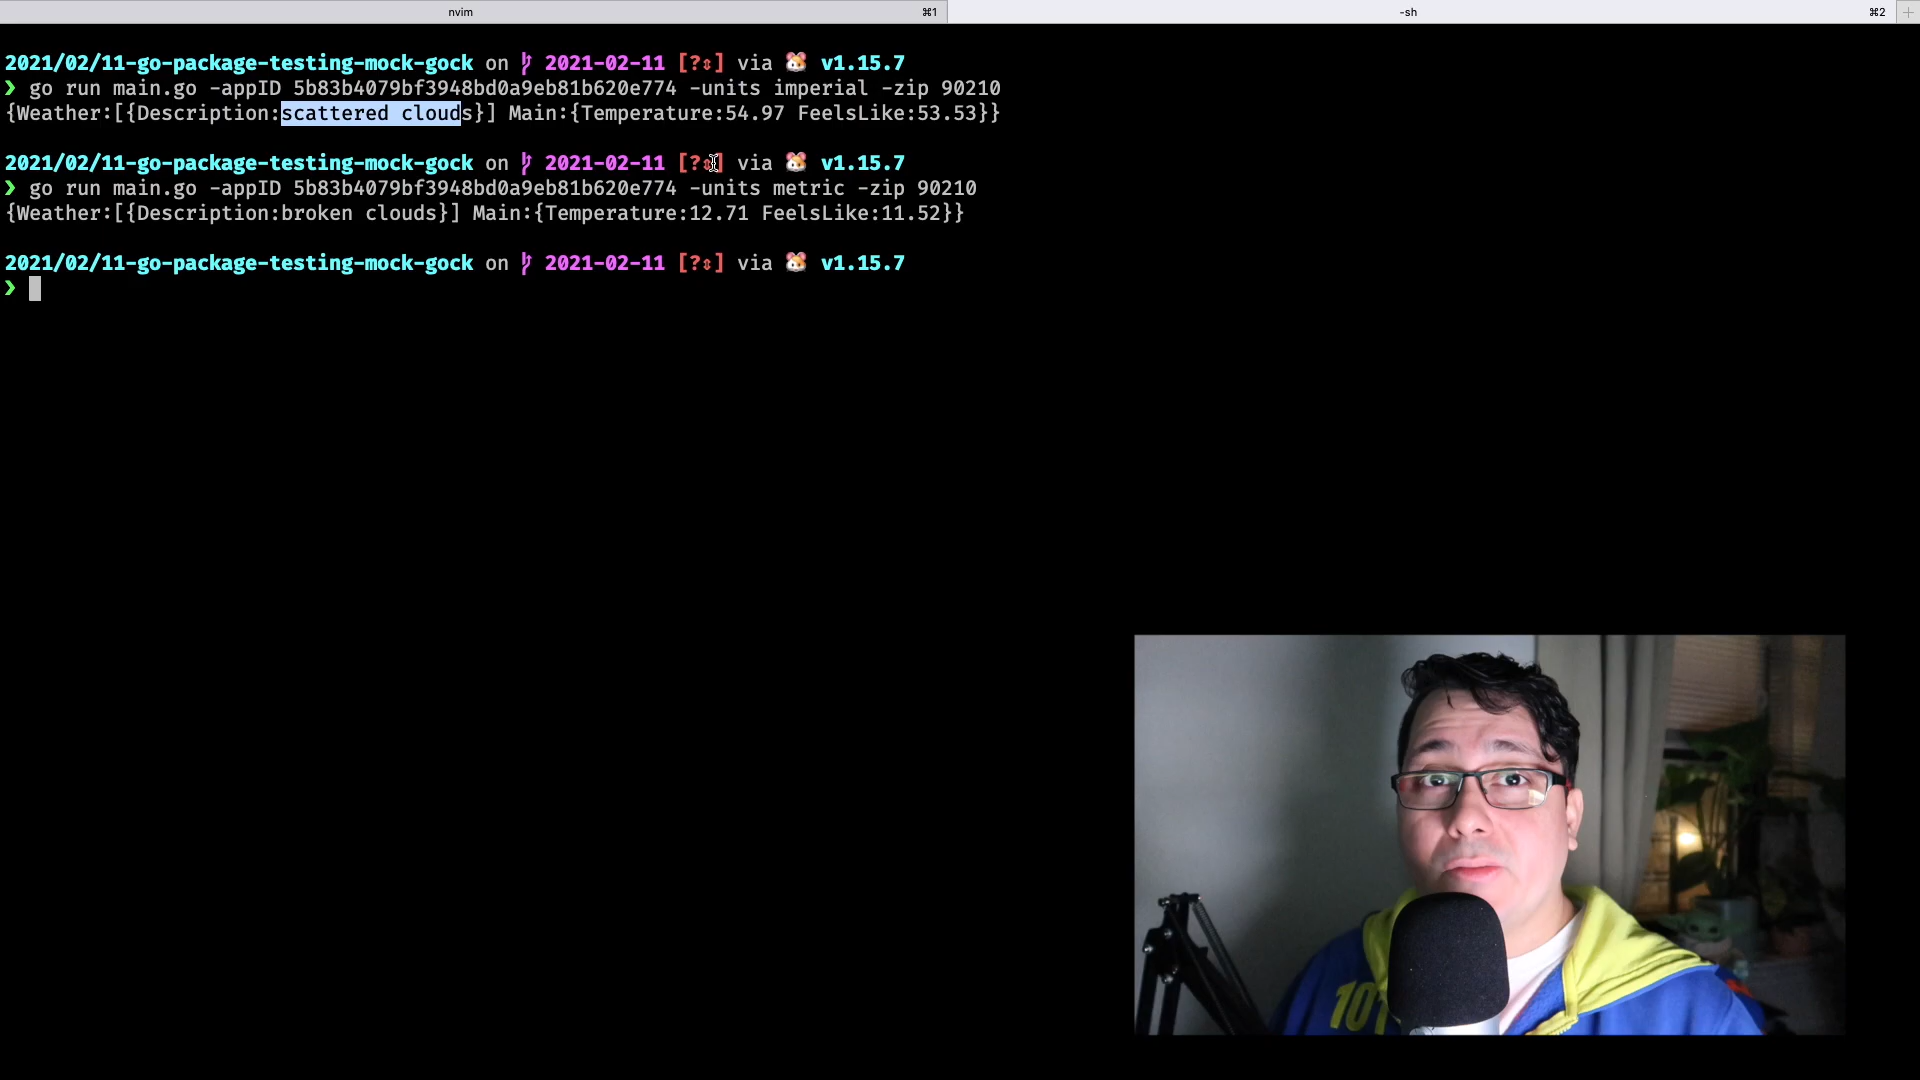 nvim ⌘1 -sh ⌘2 +
2021/02/11-go-package-testing-mock-gock on 2021-02-11 [?⇕] via 🐹 v1.15.7
❯ go run main.go -appID 5b83b4079bf3948bd0a9eb81b620e774 -units imperial -zip 90210
{Weather:[{Description:scattered clouds}] Main:{Temperature:54.97 FeelsLike:53.53}}
2021/02/11-go-package-testing-mock-gock on 2021-02-11 [?⇕] via 🐹 v1.15.7
❯ go run main.go -appID 5b83b4079bf3948bd0a9eb81b620e774 -units metric -zip 90210
{Weather:[{Description:broken clouds}] Main:{Temperature:12.71 FeelsLike:11.52}}
2021/02/11-go-package-testing-mock-gock on 2021-02-11 [?⇕] via 🐹 v1.15.7
❯
101